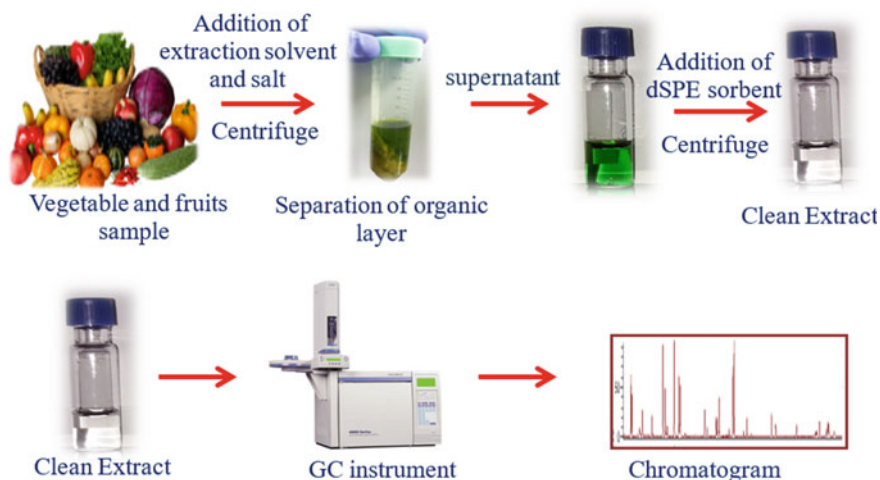 Addition of
extraction solvent
and salt
Centrifuge
Vegetable and fruits
sample
Separation of organic
layer
supernatant
Addition of
dSPE sorbent
Centrifuge
Clean Extract
Clean Extract
GC instrument
Chromatogram